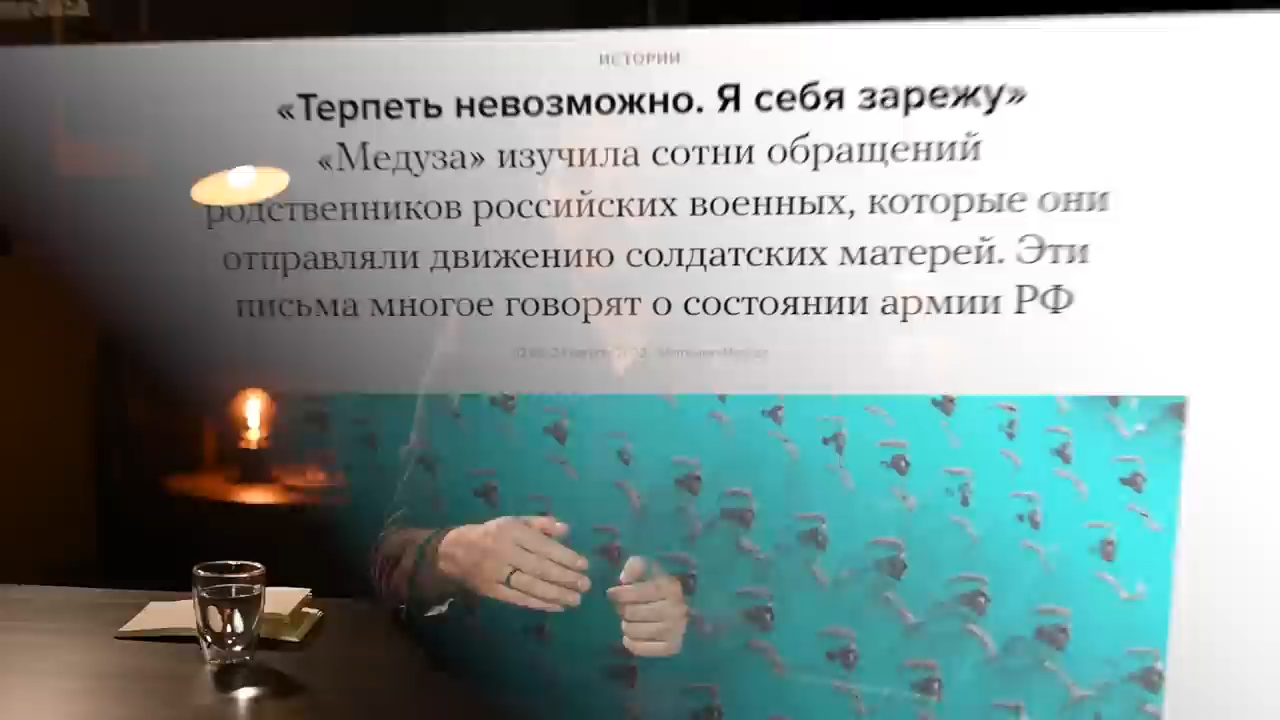 ИСТОРИИ
«Терпеть невозможно. Я себя зарежу»
«Медуза» изучила сотни обращений
родственников российских военных, которые они
отправляли движению солдатских матерей. Эти
письма многое говорят о состоянии армии РФ